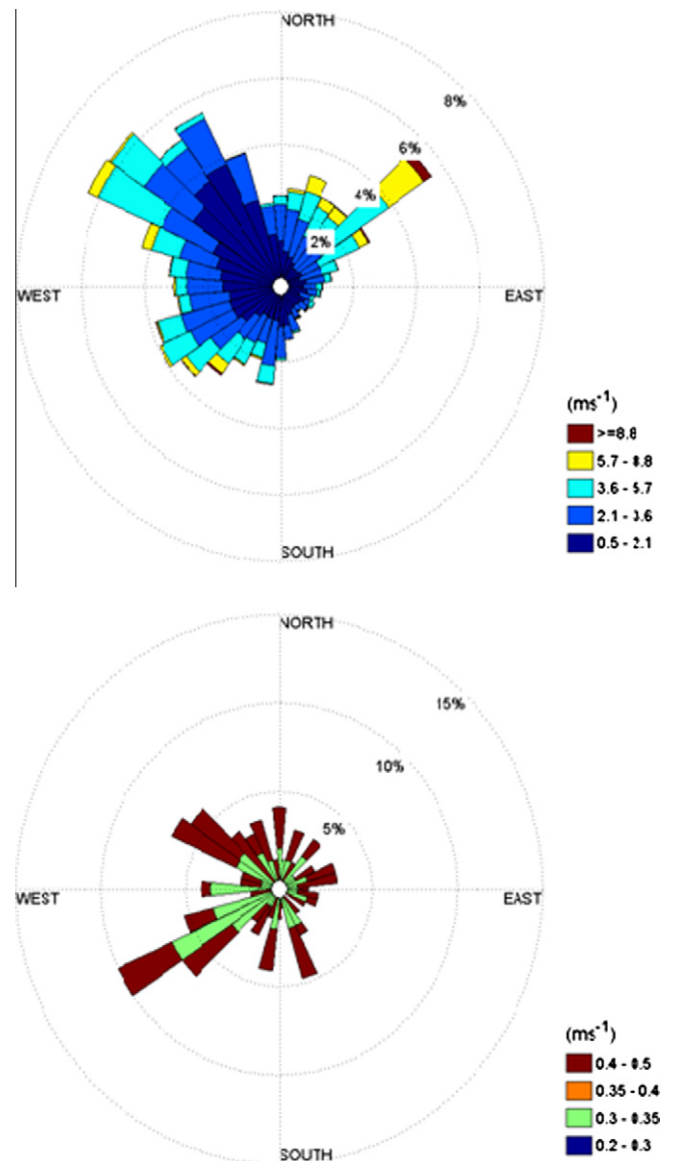 NORTH
8%
6%
4%
2%
WEST
EAST
(ms-1)
>=8.8
5.7 - 8.8
3.6 - 5.7
2.1 - 3.6
0.5 - 2.1
SOUTH
NORTH
15%
10%
5%
WEST
EAST
(ms-1)
0.4 - 0.5
0.35 - 0.4
0.3 - 0.35
0.2 - 0.3
SOUTH